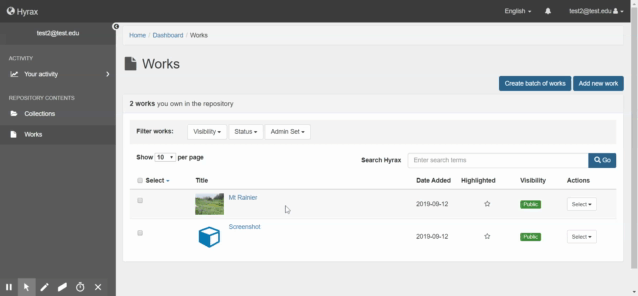 Hyrax
English
test2@test.edu
test2@test.edu
Home / Dashboard / Works
ACTIVITY
Your activity
Works
Create batch of works
Add new work
REPOSITORY CONTENTS
Collections
Works
2 works you own in the repository
Filter works:
Visibility
Status
Admin Set
Show 10 per page
Search Hyrax
Enter search terms
Go
Select
Title
Date Added
Highlighted
Visibility
Actions
Mt Rainier
2019-09-12
Public
Select
Screenshot
2019-09-12
Public
Select